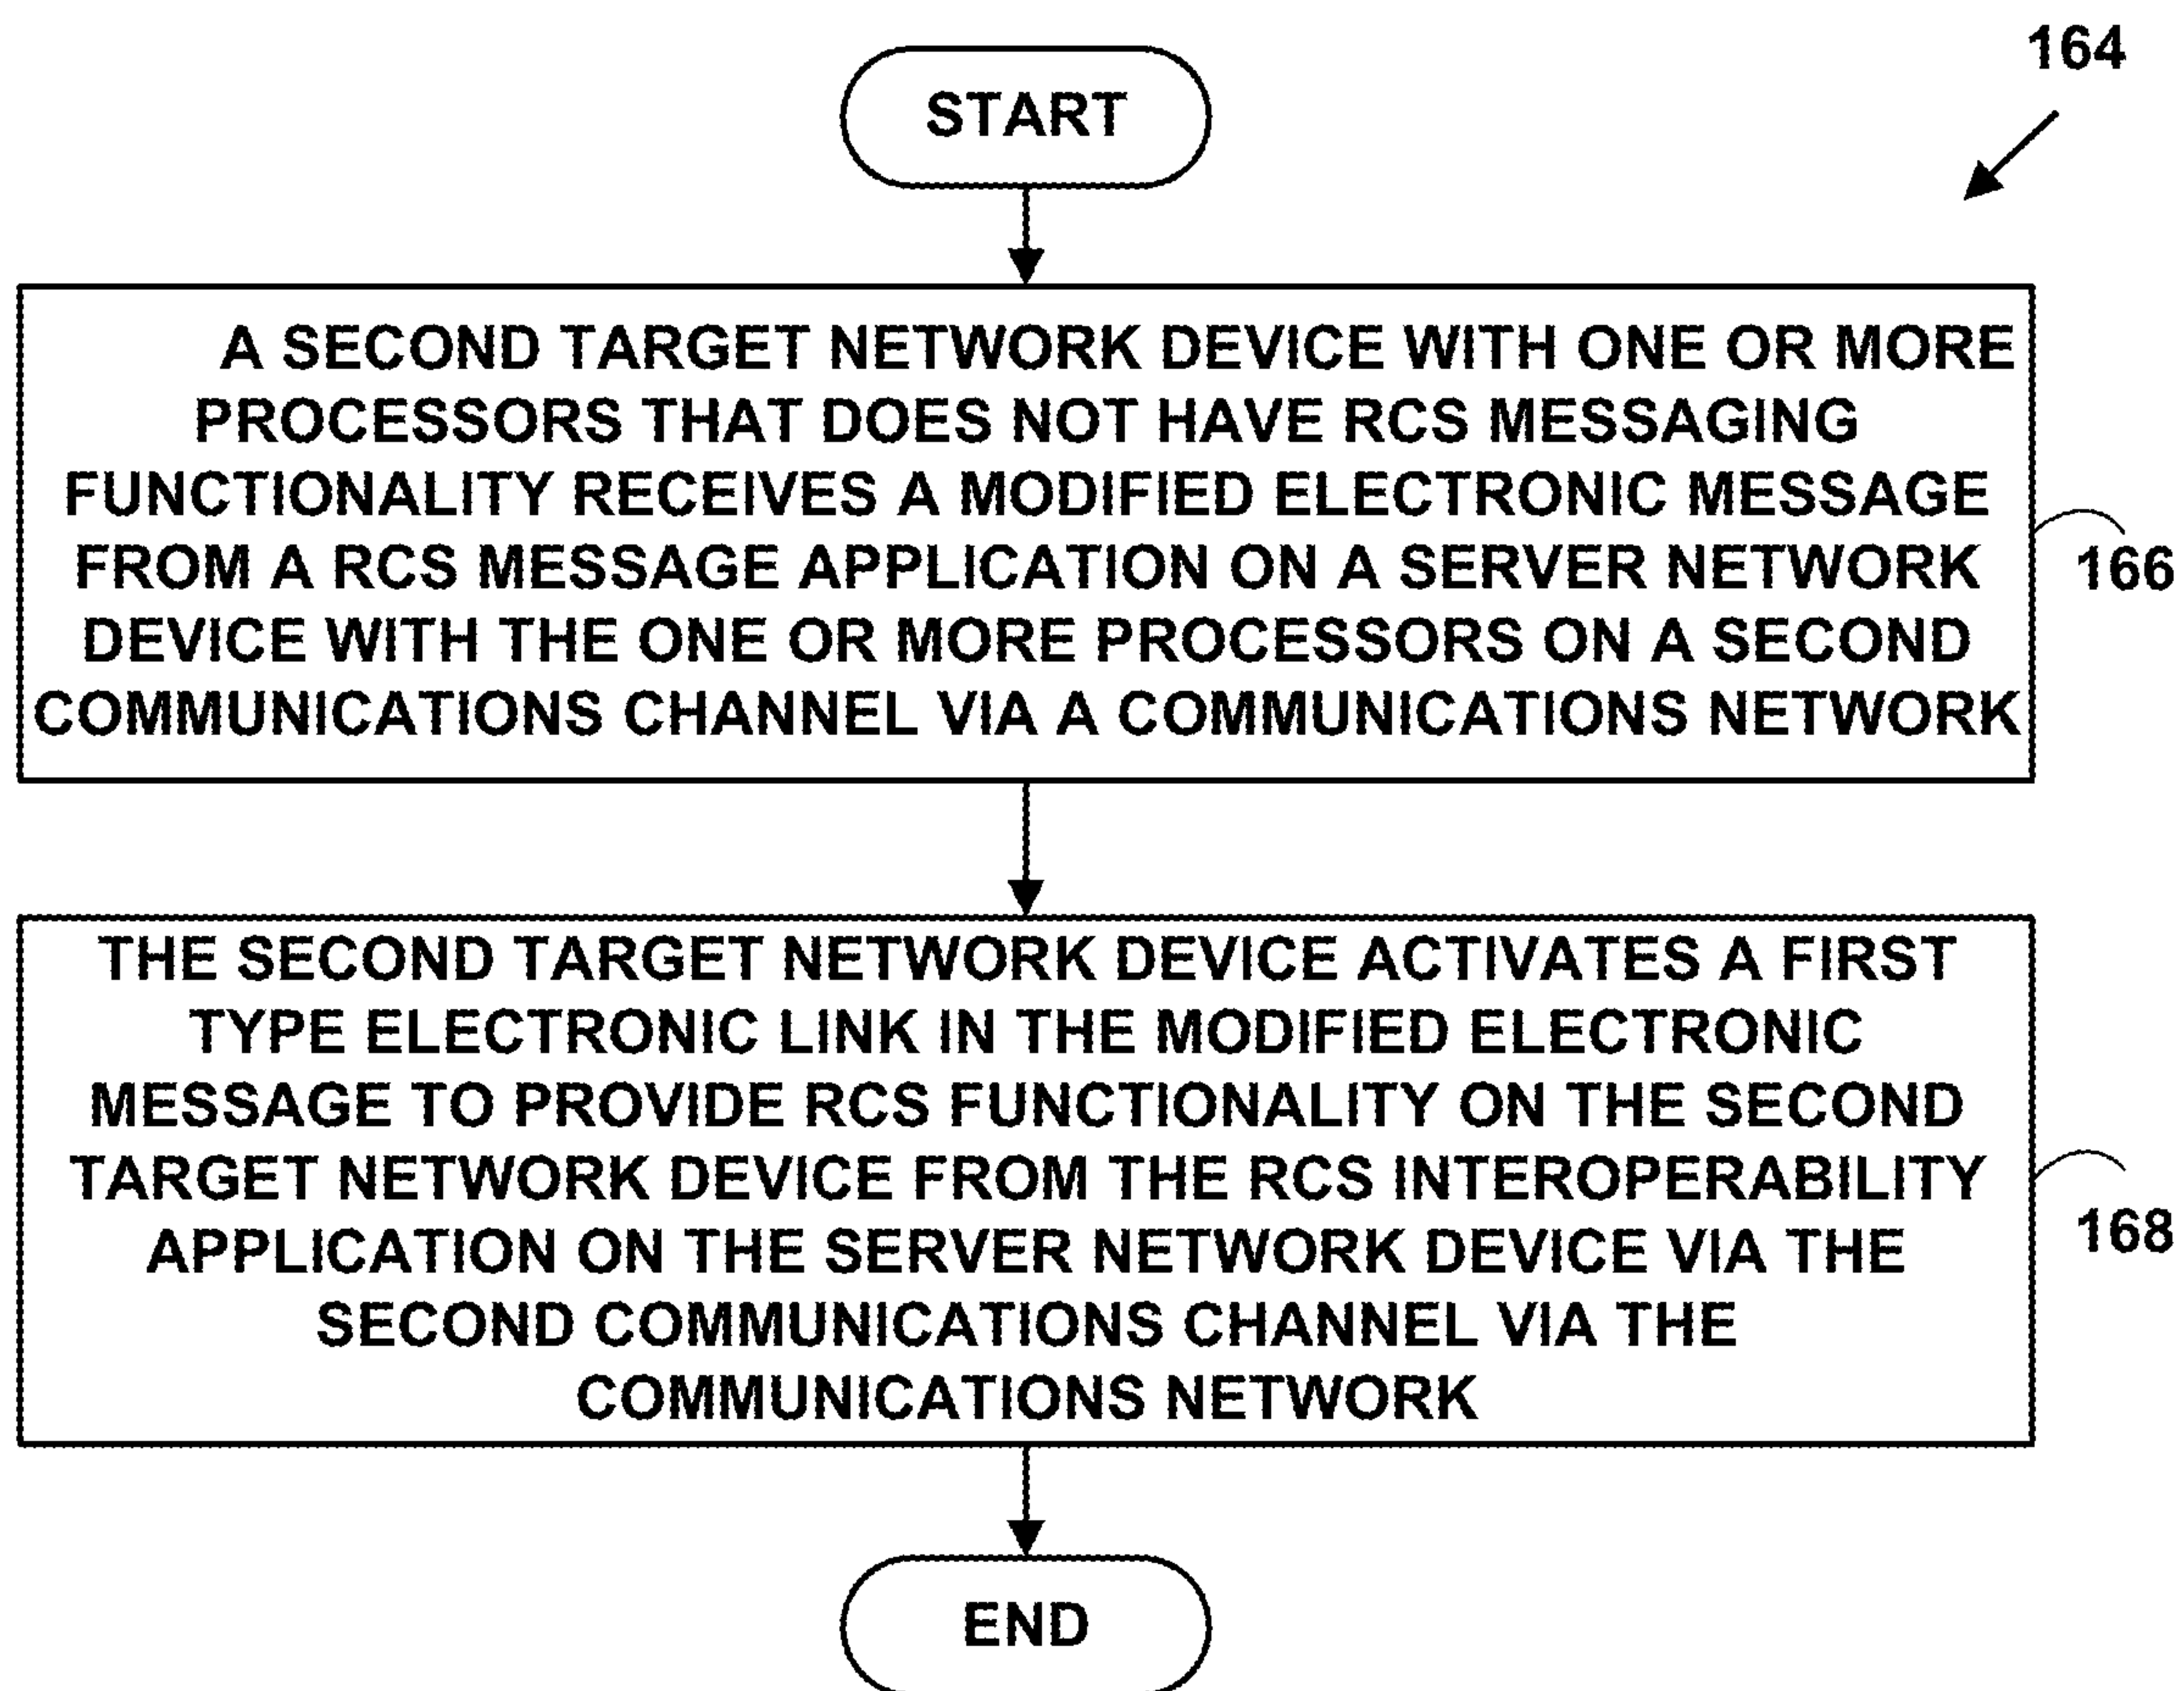 164
START
A SECOND TARGET NETWORK DEVICE WITH ONE OR MORE
PROCESSORS THAT DOES NOT HAVE RCS MESSAGING
FUNCTIONALITY RECEIVES A MODIFIED ELECTRONIC MESSAGE
FROM A RCS MESSAGE APPLICATION ON A SERVER NETWORK
DEVICE WITH THE ONE OR MORE PROCESSORS ON A SECOND
COMMUNICATIONS CHANNEL VIA A COMMUNICATIONS NETWORK
166
THE SECOND TARGET NETWORK DEVICE ACTIVATES A FIRST
TYPE ELECTRONIC LINK IN THE MODIFIED ELECTRONIC
MESSAGE TO PROVIDE RCS FUNCTIONALITY ON THE SECOND
TARGET NETWORK DEVICE FROM THE RCS INTEROPERABILITY
APPLICATION ON THE SERVER NETWORK DEVICE VIA THE
SECOND COMMUNICATIONS CHANNEL VIA THE
COMMUNICATIONS NETWORK
168
END